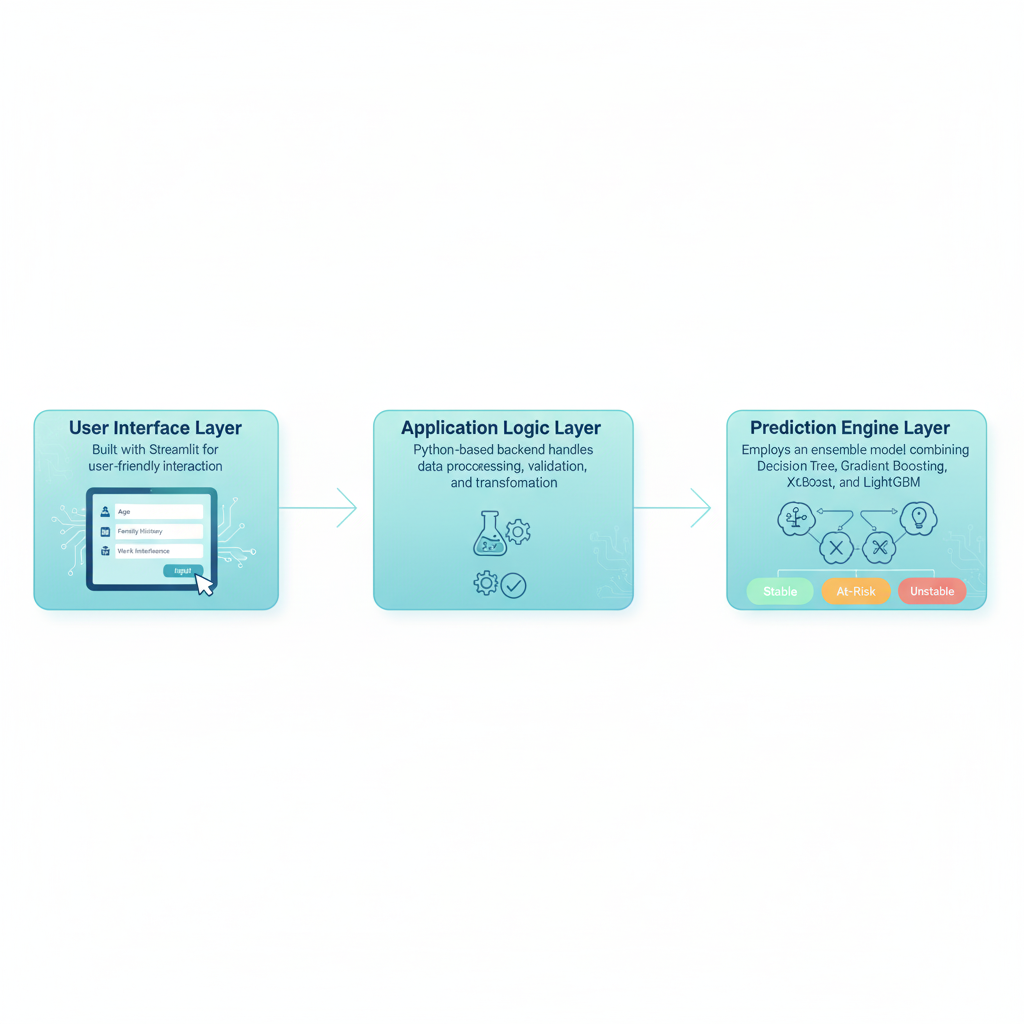 User Interface Layer
Built with Streamlit for
user-friendly interaction
Age
Family History
Work Interfearance
Input
Application Logic Layer
Python-based backend handles
data procoressing, validation,
and transfomation
Prediction Engine Layer
Employs an ensemble model combining
Decision Tree, Gradient Boosting,
and LightGBM
Stable
At-Risk
Unstable